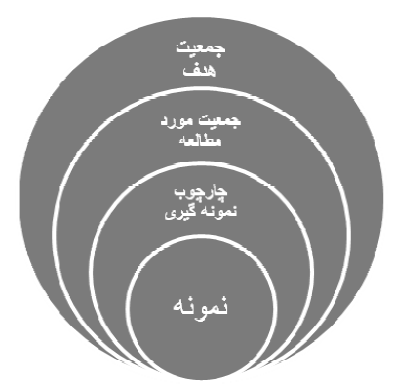 جمعیت
هدف
جمعیت مورد
مطالعه
چارچوب
نمونه گیری
نمونه